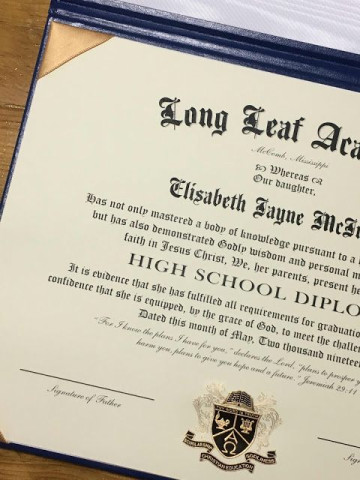 Long Leaf Aca
McComb, Mississippi
Whereas
Our daughter,
Elisabeth Jayne McI
Has not only mastered a body of knowledge pursuant to a
but has also demonstrated Godly wisdom and personal m
faith in Jesus Christ, We, her parents, present he
HIGH SCHOOL DIPLO
It is evidence that she has fulfilled all requirements for graduation
confidence that she is equipped, by the grace of God, to meet the challe
Dated this month of May, Two thousand nineteen
"For I know the plans I have for you," declares the Lord, "plans to prosper
harm you, plans to give you hope and a future." Jeremiah 29:11
Signature of Father
Signatu
CHRISTIAN EDUCATION